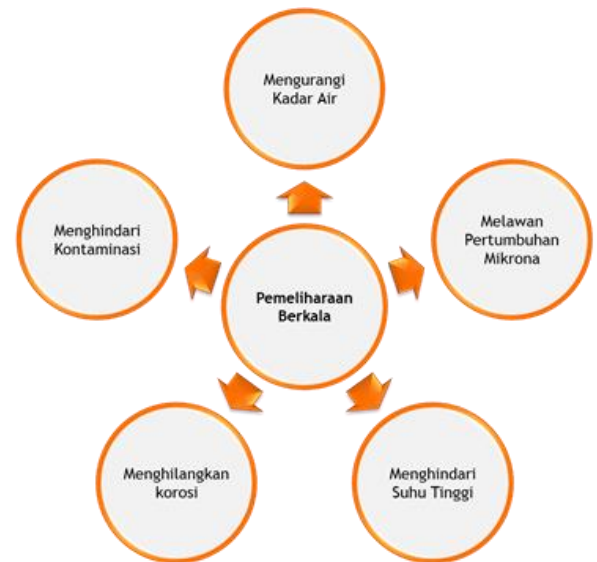 Mengurangi
Kadar Air
Menghindari
Kontaminasi
Melawan
Pertumbuhan
Mikrona
Pemeliharaan
Berkala
Menghilangkan
korosi
Menghindari
Suhu Tinggi